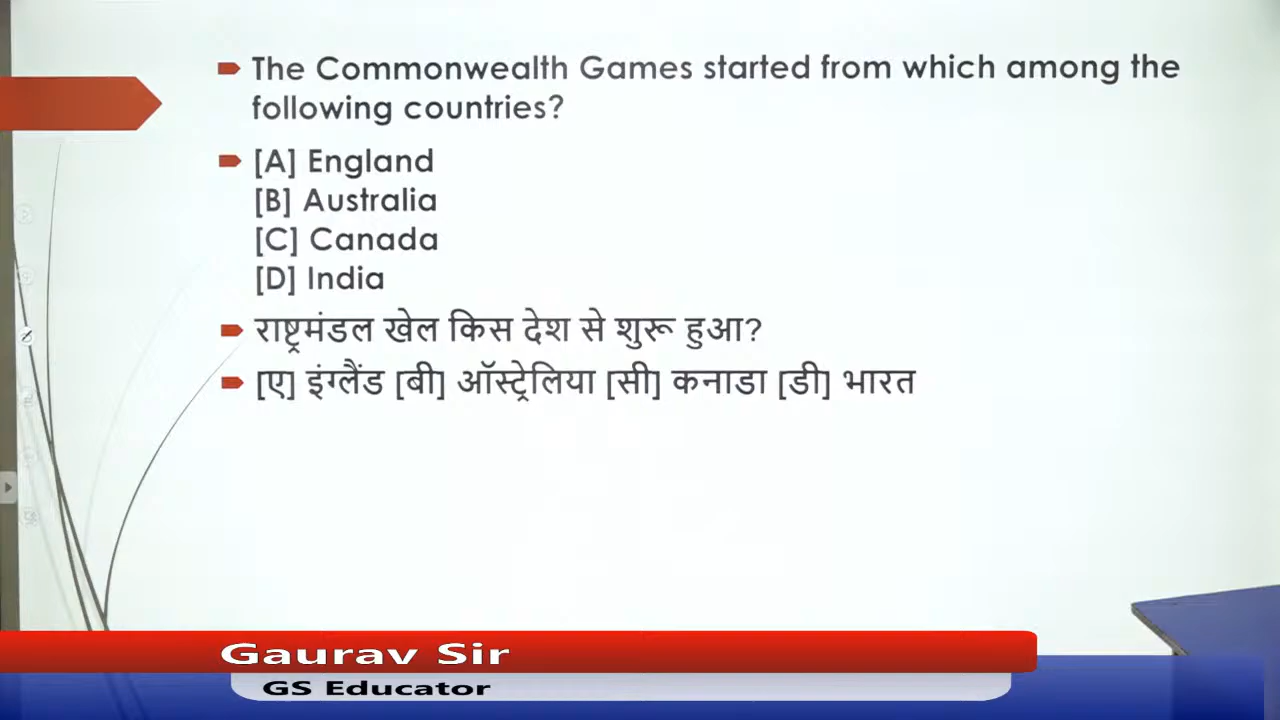 The Commonwealth Games started from which among the
following countries?
[A] England
[B] Australia
[C] Canada
[D] India
राष्ट्रमंडल खेल किस देश से शुरू हुआ?
[ए] इंग्लैंड [बी] ऑस्ट्रेलिया [सी] कनाडा [डी] भारत
Gaurav Sir
GS Educator